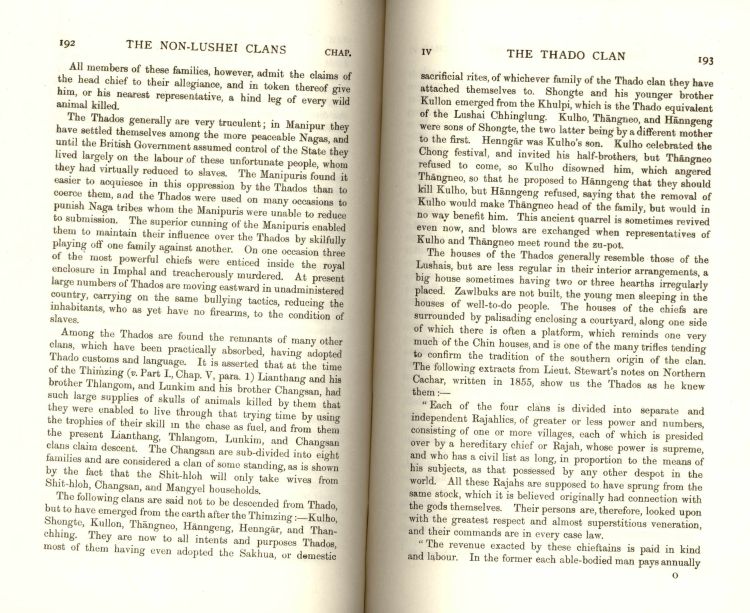 192 THE NON-LUSHEI CLANS CHAP.
All members of these families, however, admit the claims of
the head chief to their allegiance, and in token thereof give
him, or his nearest representative, a hind leg of every wild
animal killed.
The Thados generally are very truculent; in Manipur they
have settled themselves among the more peaceable Nagas, and
until the British Government assumed control of the State they
lived largely on the labour of these unfortunate people, whom
they had virtually reduced to slaves. The Manipuris found it
easier to acquiesce in this oppression by the Thados than to
coerce them, and the Thados were used on many occasions to
punish Naga tribes whom the Manipuris were unable to reduce
to submission. The superior cunning of the Manipuris enabled
them to maintain their influence over the Thados by skilfully
playing off one family against another. On one occasion three
of the most powerful chiefs were enticed inside the royal
enclosure in Imphal and treacherously murdered. At present
large numbers of Thados are moving eastward in unadministered
country, carrying on the same bullying tactics, reducing the
inhabitants, who as yet have no firearms, to the condition of
slaves.
Among the Thados are found the remnants of many other
clans, which have been practically absorbed, having adopted
Thado customs and language. It is asserted that at the time
of the Thimzing (v. Part I., Chap. V, para. 1) Lianthang and his
brother Thlangom, and Lunkim and his brother Changsan, had
such large supplies of skulls of animals killed by them that
they were enabled to live through that trying time by using
the trophies of their skill in the chase as fuel, and from them
the present Lianthang, Thlangom, Lunkim, and Changsan
clans claim descent. The Changsan are sub-divided into eight
families and are considered a clan of some standing, as is shown
by the fact that the Shit-hloh will only take wives from
Shit-hloh, Changsan, and Mangyel households.
The following clans are said not to be descended from Thado,
but to have emerged from the earth after the Thimzing:—Kulho,
Shongte, Kullon, Thāngneo, Hānngeng, Henngār, and Than-
chhing. They are now to all intents and purposes Thados,
most of them having even adopted the Sakhua, or domestic
IV THE THADO CLAN 193
sacrificial rites, of whichever family of the Thado clan they have
attached themselves to. Shongte and his younger brother
Kullon emerged from the Khulpi, which is the Thado equivalent
of the Lushai Chhinglung. Kulho, Thāngneo, and Hānngeng
were sons of Shongte, the two latter being by a different mother
to the first. Henngār was Kulho's son. Kulho celebrated the
Chong festival, and invited his half-brothers, but Thāngneo
refused to come, so Kulho disowned him, which angered
Thāngneo, so that he proposed to Hānngeng that they should
kill Kulho, but Hānngeng refused, saying that the removal of
Kulho would make Thāngneo head of the family, but would in
no way benefit him. This ancient quarrel is sometimes revived
even now, and blows are exchanged when representatives of
Kulho and Thāngneo meet round the zu-pot.
The houses of the Thados generally resemble those of the
Lushais, but are less regular in their interior arrangements, a
big house sometimes having two or three hearths irregularly
placed. Zawlbuks are not built, the young men sleeping in the
houses of well-to-do people. The houses of the chiefs are
surrounded by palisading enclosing a courtyard, along one side
of which there is often a platform, which reminds one very
much of the Chin houses, and is one of the many trifles tending
to confirm the tradition of the southern origin of the clan.
The following extracts from Lieut. Stewart's notes on Northern
Cachar, written in 1855, show us the Thados as he knew
them:—
"Each of the four clans is divided into separate and
independent Rajahlics, of greater or less power and numbers,
consisting of one or more villages, each of which is presided
over by a hereditary chief or Rajah, whose power is supreme,
and who has a civil list as long, in proportion to the means of
his subjects, as that possessed by any other despot in the
world. All these Rajahs are supposed to have sprung from the
same stock, which it is believed originally had connection with
the gods themselves. Their persons are, therefore, looked upon
with the greatest respect and almost superstitious veneration,
and their commands are in every case law.
"The revenue exacted by these chieftains is paid in kind
and labour. In the former each able-bodied man pays annually
O